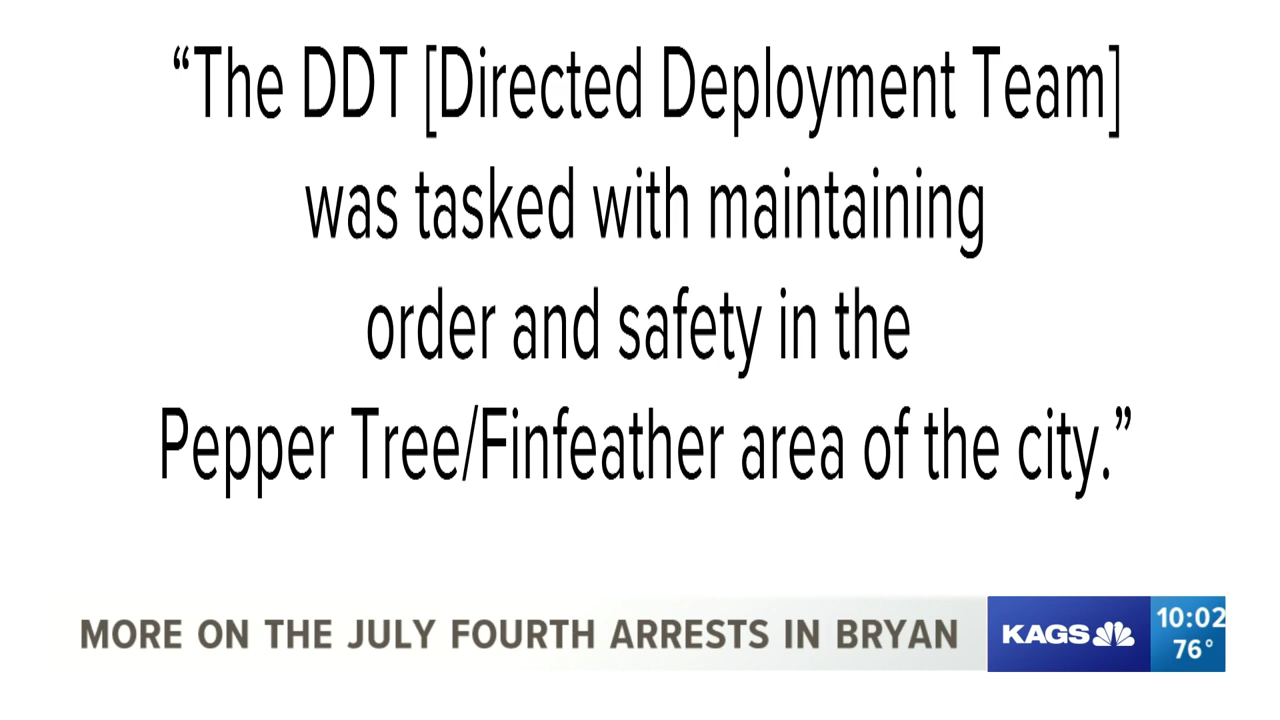 “The DDT [Directed Deployment Team]
was tasked with maintaining
order and safety in the
Pepper Tree/Finfeather area of the city.”
MORE ON THE JULY FOURTH ARRESTS IN BRYAN
KAGS
10:02
76°